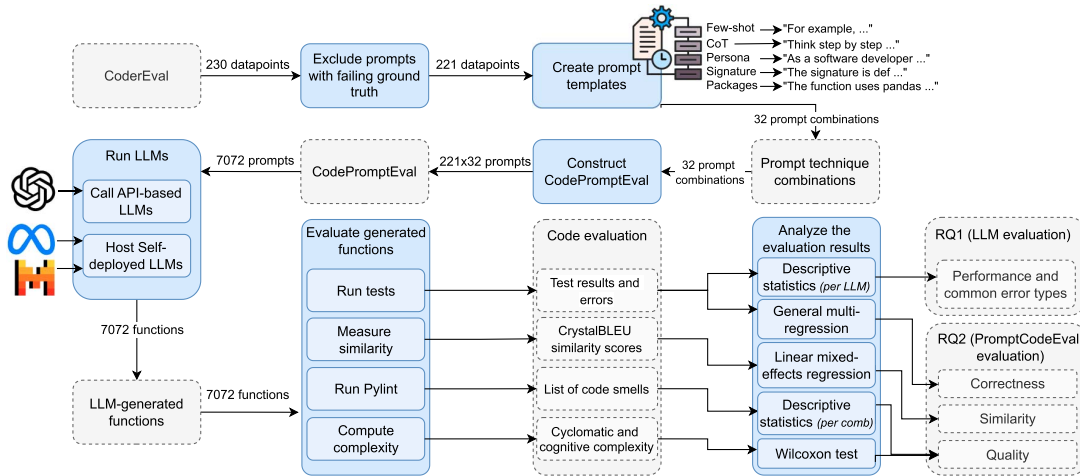 CoderEval
230 datapoints
Exclude prompts
with failing ground
truth
221 datapoints
Create prompt
templates
Few-shot
"For example, ..."
CoT
"Think step by step ..."
Persona
"As a software developer ..."
Signature
"The signature is def ..."
Packages
"The function uses pandas ..."
32 prompt combinations
Prompt technique
combinations
32 prompt
combinations
Construct
CodePromptEval
221x32 prompts
CodePromptEval
7072 prompts
Run LLMs
Call API-based
LLMs
Host Self-
deployed LLMs
7072 functions
LLM-generated
functions
7072 functions
Evaluate generated
functions
Run tests
Measure
similarity
Run Pylint
Compute
complexity
Code evaluation
Test results and
errors
CrystalBLEU
similarity scores
List of code smells
Cyclomatic and
cognitive complexity
Analyze the
evaluation results
Descriptive
statistics (per LLM)
General multi-
regression
Linear mixed-
effects regression
Descriptive
statistics (per comb)
Wilcoxon test
RQ1 (LLM evaluation)
Performance and
common error types
RQ2 (PromptCodeEval
evaluation)
Correctness
Similarity
Quality